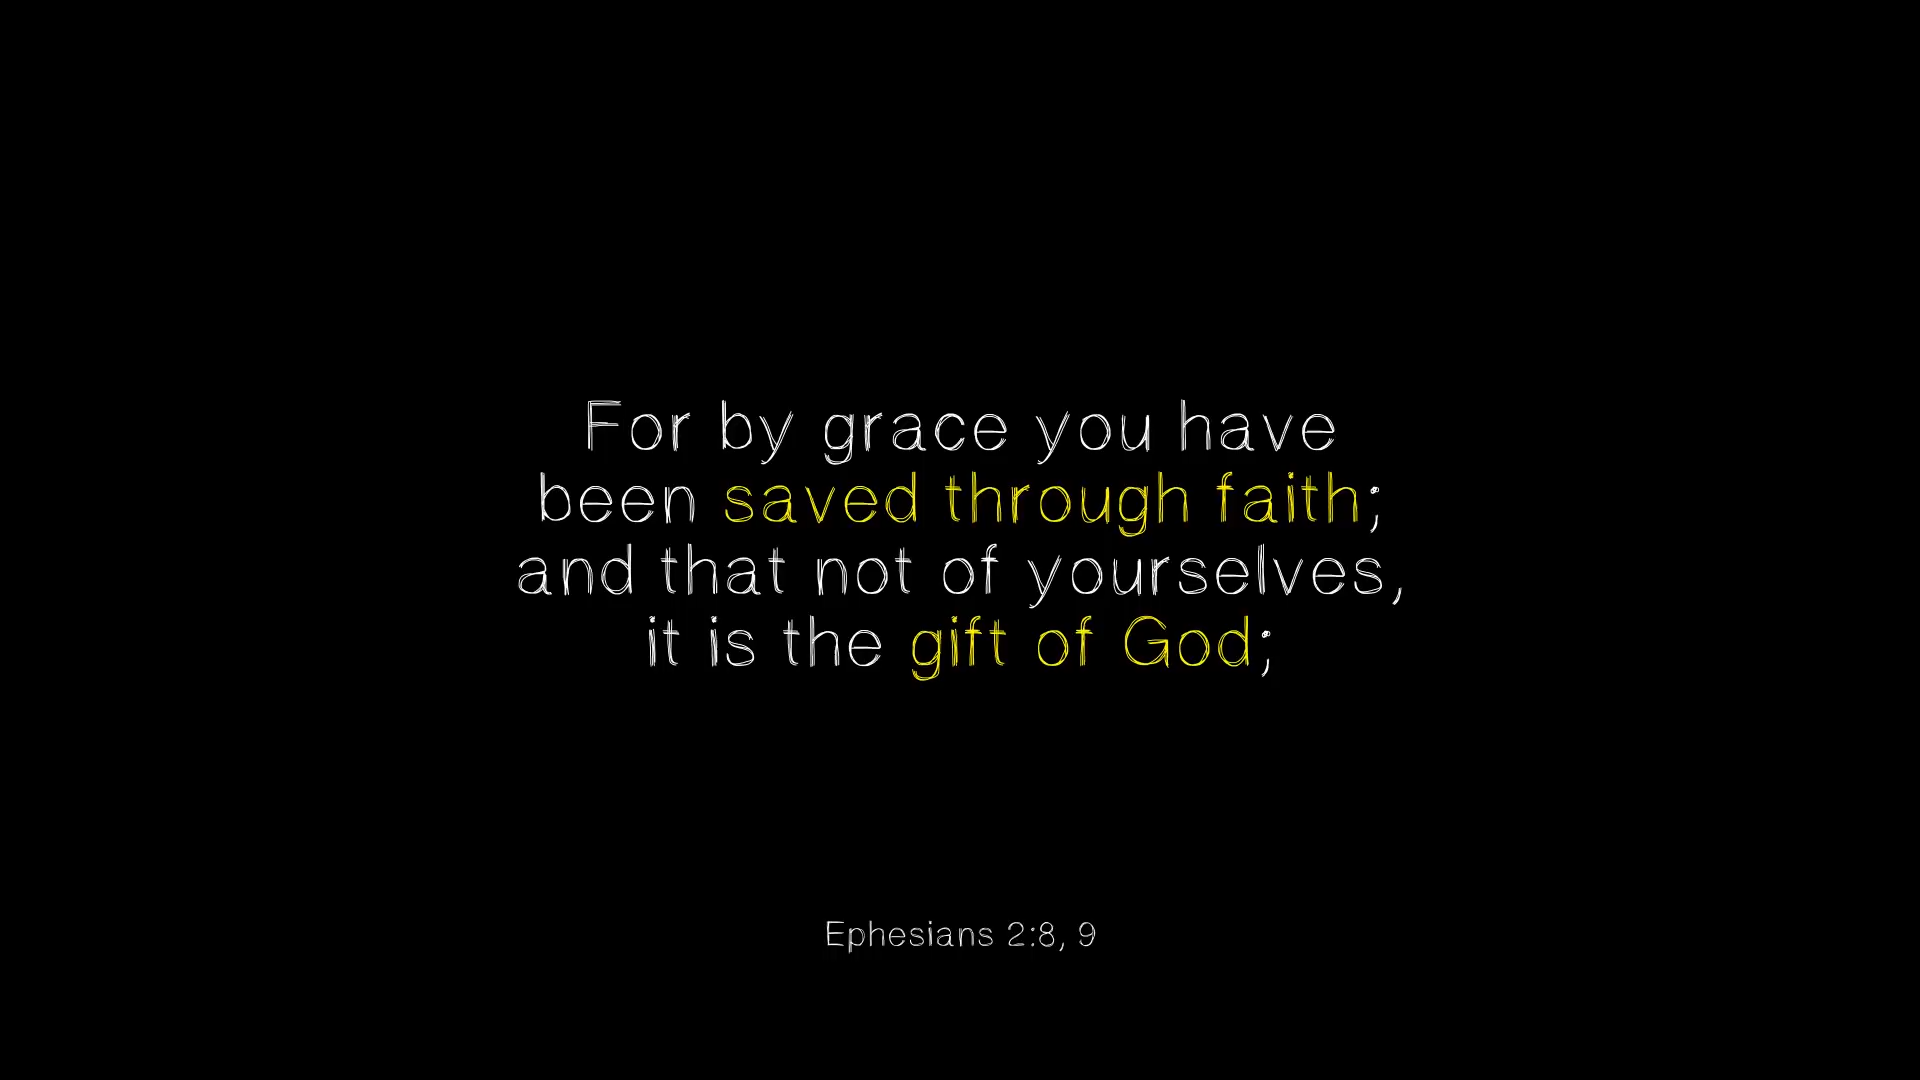 For by grace you have
been saved through faith;
and that not of yourselves,
it is the gift of God;
Ephesians 2:8, 9